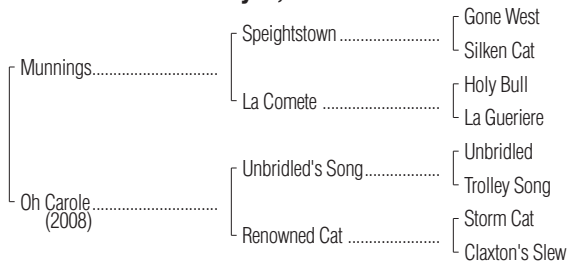 Gone West
Speightstown
Silken Cat
Munnings
Holy Bull
La Comete
La Gueriere
Unbridled
Unbridled's Song
Trolley Song
Oh Carole
(2008)
Storm Cat
Renowned Cat
Claxton's Slew